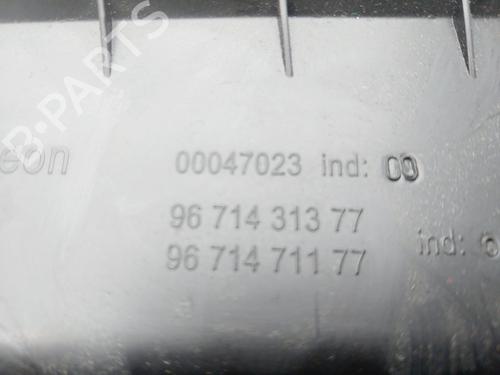 B-PARTS
eon 00047023 ind: 00
96 714 313 77
96 714 711 77
ind: